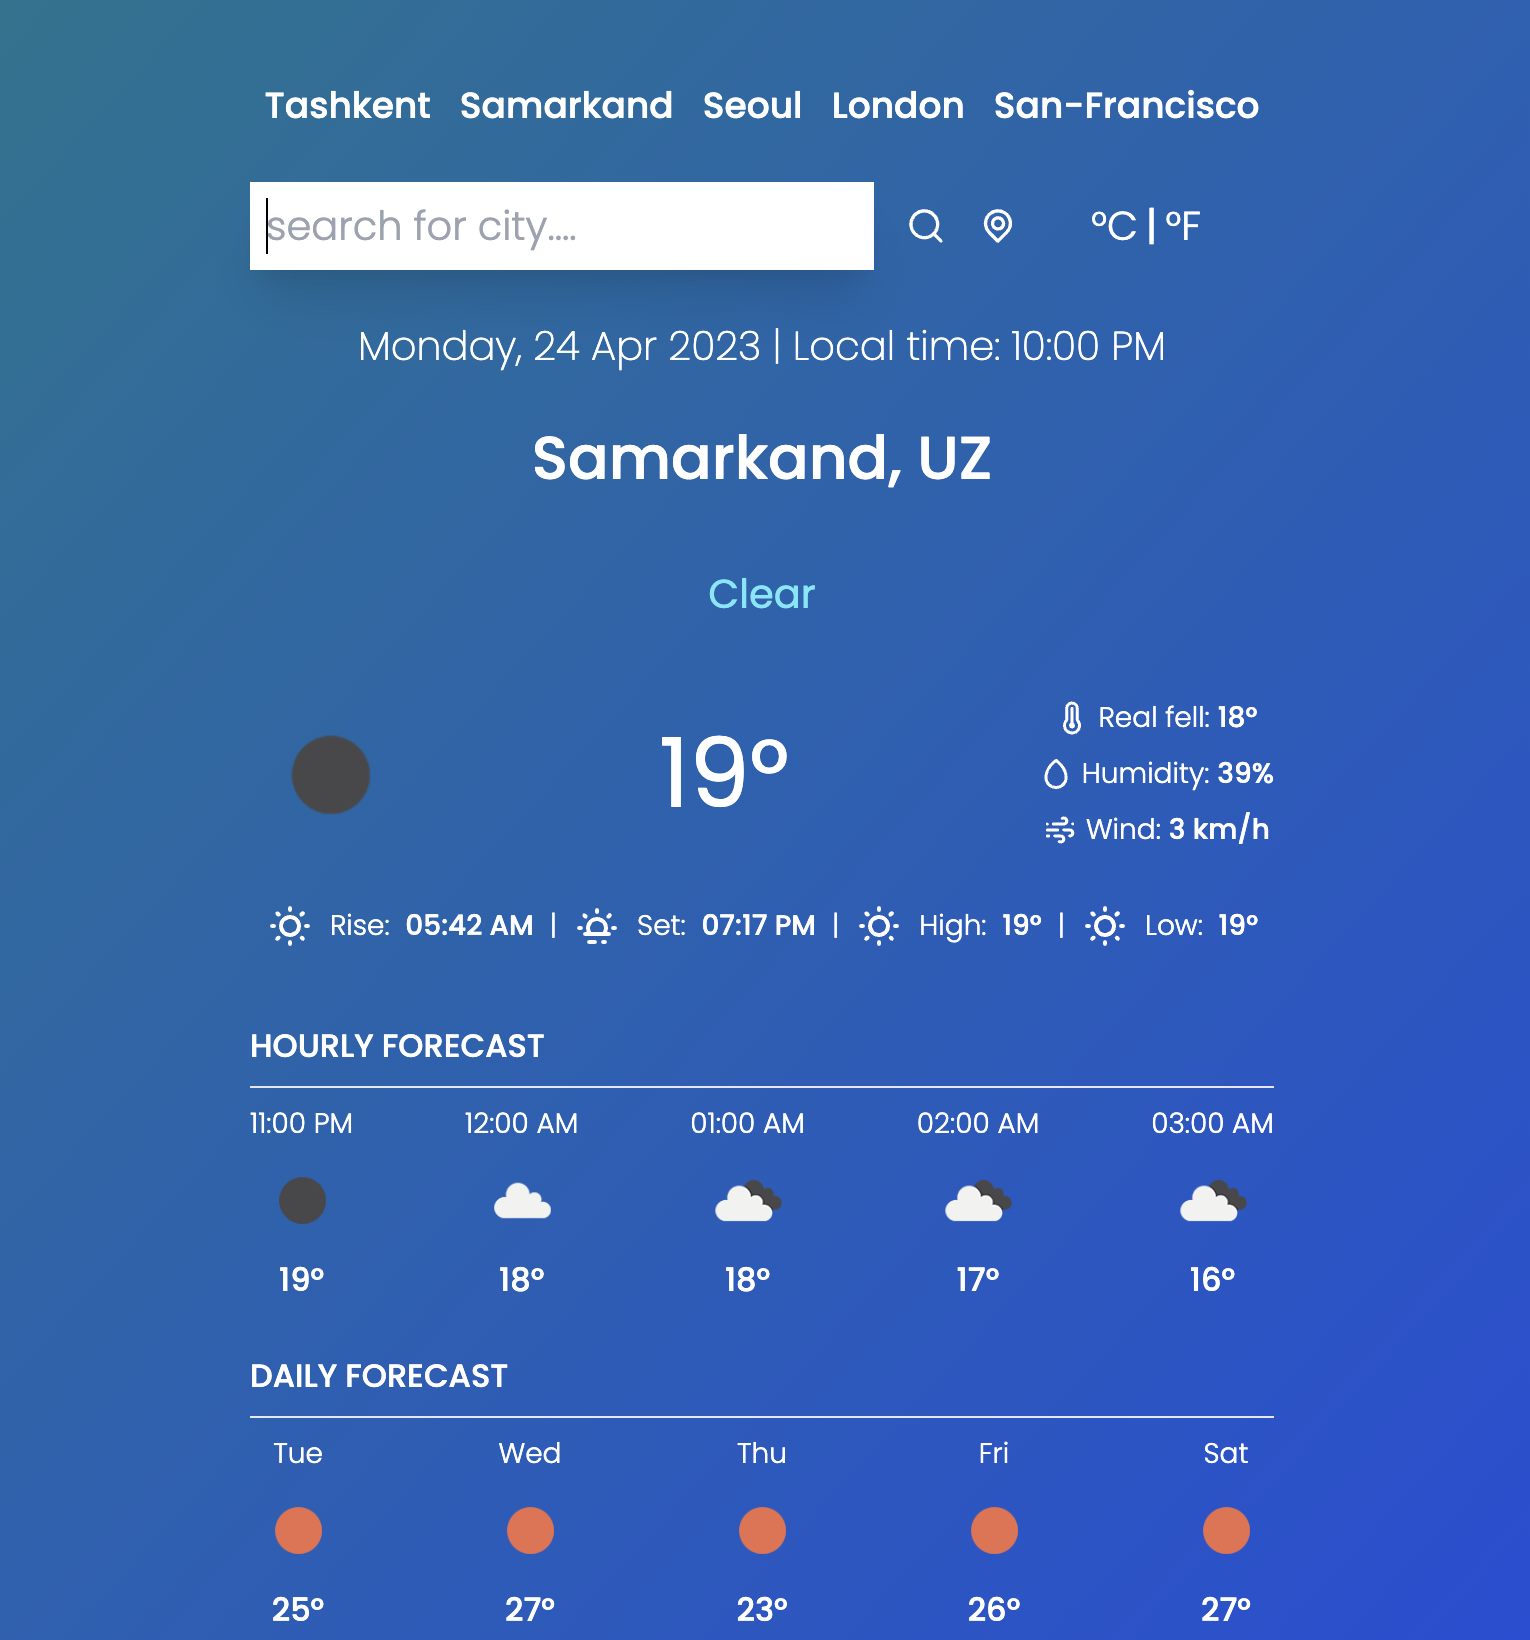 Tashkent Samarkand Seoul London San-Francisco
search for city....
°C | °F
Monday, 24 Apr 2023 | Local time: 10:00 PM
Samarkand, UZ
Clear
19°
Real fell: 18°
Humidity: 39%
Wind: 3 km/h
Rise: 05:42 AM | Set: 07:17 PM | High: 19° | Low: 19°
HOURLY FORECAST
11:00 PM 12:00 AM 01:00 AM 02:00 AM 03:00 AM
19° 18° 18° 17° 16°
DAILY FORECAST
Tue Wed Thu Fri Sat
25° 27° 23° 26° 27°